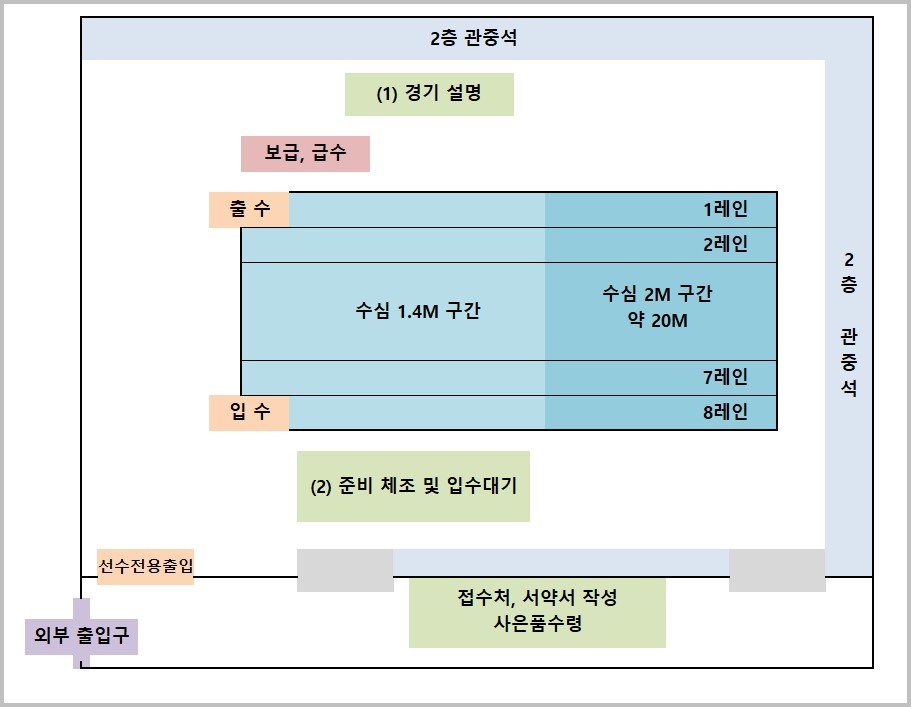 2층 관중석
(1) 경기 설명
보급, 급수
출 수
1레인
2레인
수심 1.4M 구간
수심 2M 구간
약 20M
7레인
입 수
8레인
2
층
관
중
석
(2) 준비 체조 및 입수대기
선수전용출입
접수처, 서약서 작성
사은품수령
외부 출입구